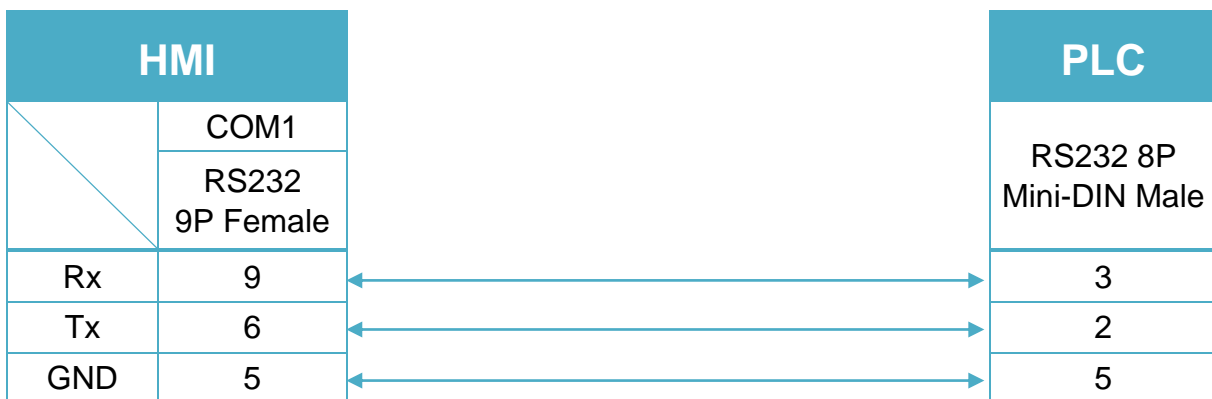 HMI
PLC
COM1
RS232
9P Female
RS232 8P
Mini-DIN Male
Rx 9 3
Tx 6 2
GND 5 5